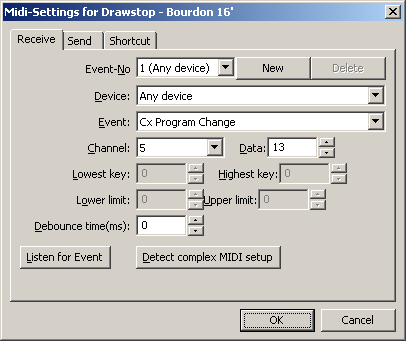 Midi-Settings for Drawstop - Bourdon 16'
Receive Send Shortcut
Event-No 1 (Any device) New Delete
Device: Any device
Event: Cx Program Change
Channel: 5 Data: 13
Lowest key: 0 Highest key: 0
Lower limit: 0 Upper limit: 0
Debounce time(ms): 0
Listen for Event Detect complex MIDI setup
OK Cancel